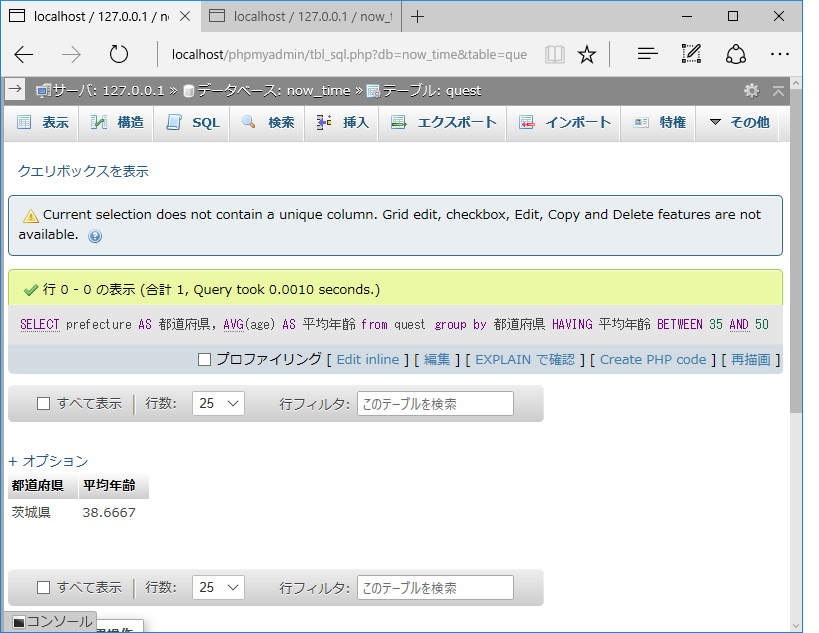 localhost / 127.0.0.1 / n
localhost / 127.0.0.1 / now_t
localhost/phpmyadmin/tbl_sql.php?db=now_time&table=que
サーバ: 127.0.0.1 » データベース: now_time » テーブル: quest
表示 構造 SQL 検索 挿入 エクスポート インポート 特権 ▼ その他
クエリボックスを表示
Current selection does not contain a unique column. Grid edit, checkbox, Edit, Copy and Delete features are not
available.
行 0 - 0 の表示 (合計 1, Query took 0.0010 seconds.)
SELECT prefecture AS 都道府県, AVG(age) AS 平均年齢 from quest group by 都道府県 HAVING 平均年齢 BETWEEN 35 AND 50
プロファイリング [ Edit inline ] [ 編集 ] [ EXPLAIN で確認 ] [ Create PHP code ] [ 再描画 ]
すべて表示 行数: 25 行フィルタ: このテーブルを検索
+ オプション
都道府県 平均年齢
茨城県 38.6667
すべて表示 行数: 25 行フィルタ: このテーブルを検索
コンソール